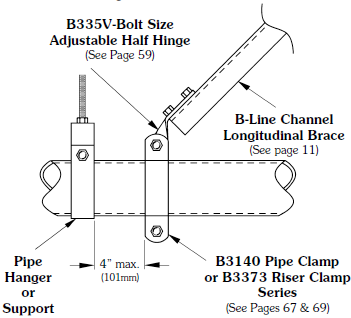 B335V-Bolt Size
Adjustable Half Hinge
(See Page 59)
B-Line Channel
Longitudinal Brace
(See page 11)
Pipe
Hanger
or
Support
4" max.
(101mm)
B3140 Pipe Clamp
or B3373 Riser Clamp
Series
(See Pages 67 & 69)